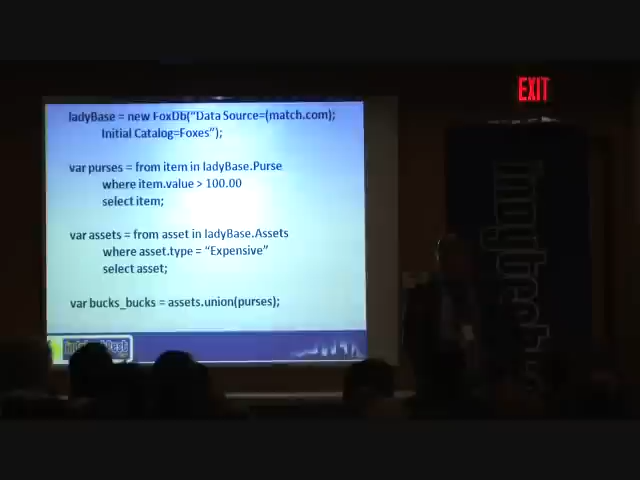 EXIT
ladyBase = new FoxDb("Data Source=(match.com);
Initial Catalog=Foxes");
var purses = from item in ladyBase.Purse
where item.value > 100.00
select item;
var assets = from asset in ladyBase.Assets
where asset.type = "Expensive"
select asset;
var bucks_bucks = assets.union(purses);